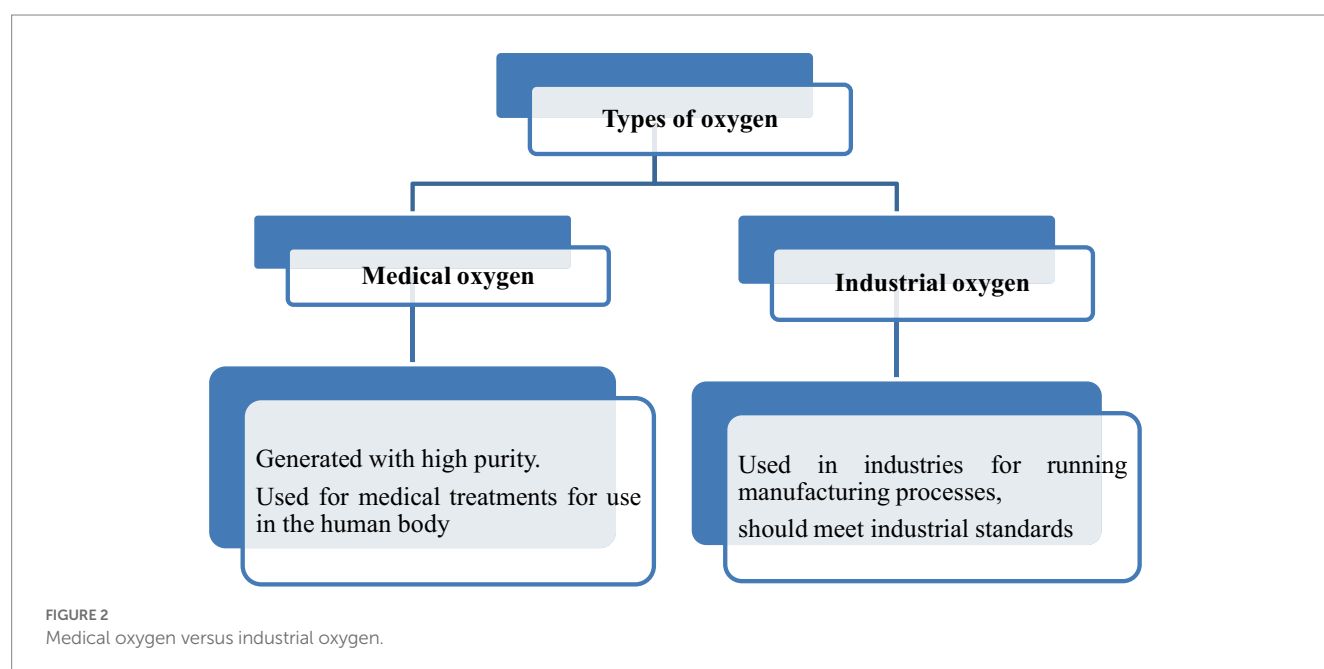 Types of oxygen
Medical oxygen
Industrial oxygen
Generated with high purity.
Used for medical treatments for use
in the human body
Used in industries for running
manufacturing processes,
should meet industrial standards
FIGURE 2
Medical oxygen versus industrial oxygen.